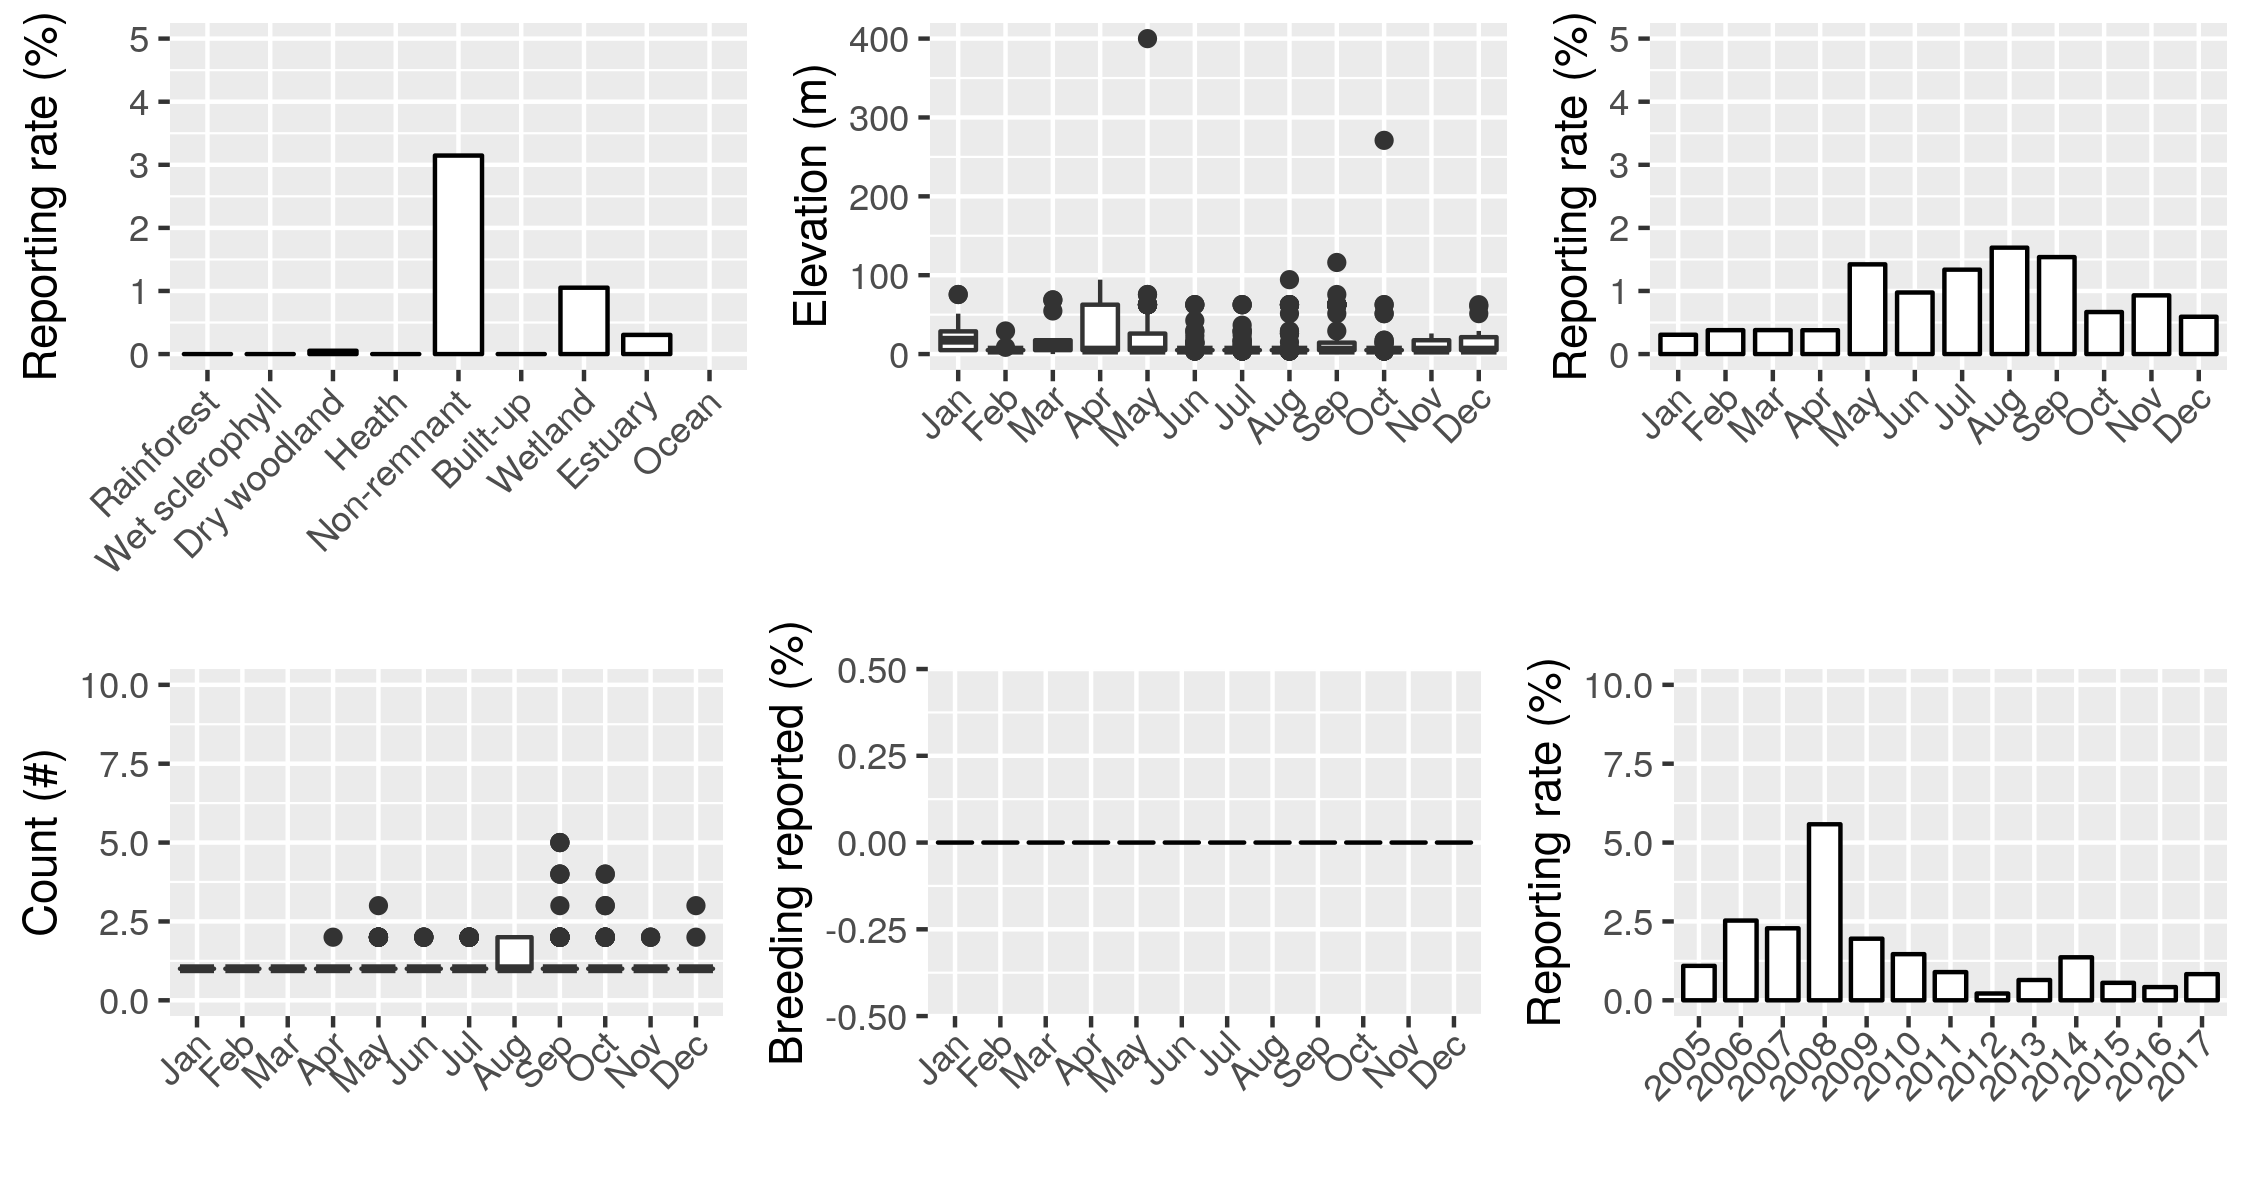 Reporting rate (%)
5
4
3
2
1
0
Rainforest
Wet sclerophyll
Dry woodland
Heath
Non-remnant
Built-up
Wetland
Estuary
Ocean
Elevation (m)
400
300
200
100
0
Jan
Feb
Mar
Apr
May
Jun
Jul
Aug
Sep
Oct
Nov
Dec
Reporting rate (%)
5
4
3
2
1
0
Jan
Feb
Mar
Apr
May
Jun
Jul
Aug
Sep
Oct
Nov
Dec
Count (#)
10.0
7.5
5.0
2.5
0.0
Jan
Feb
Mar
Apr
May
Jun
Jul
Aug
Sep
Oct
Nov
Dec
Breeding reported (%)
0.50
0.25
0.00
-0.25
-0.50
Jan
Feb
Mar
Apr
May
Jun
Jul
Aug
Sep
Oct
Nov
Dec
Reporting rate (%)
10.0
7.5
5.0
2.5
0.0
2005
2006
2007
2008
2009
2010
2011
2012
2013
2014
2015
2016
2017